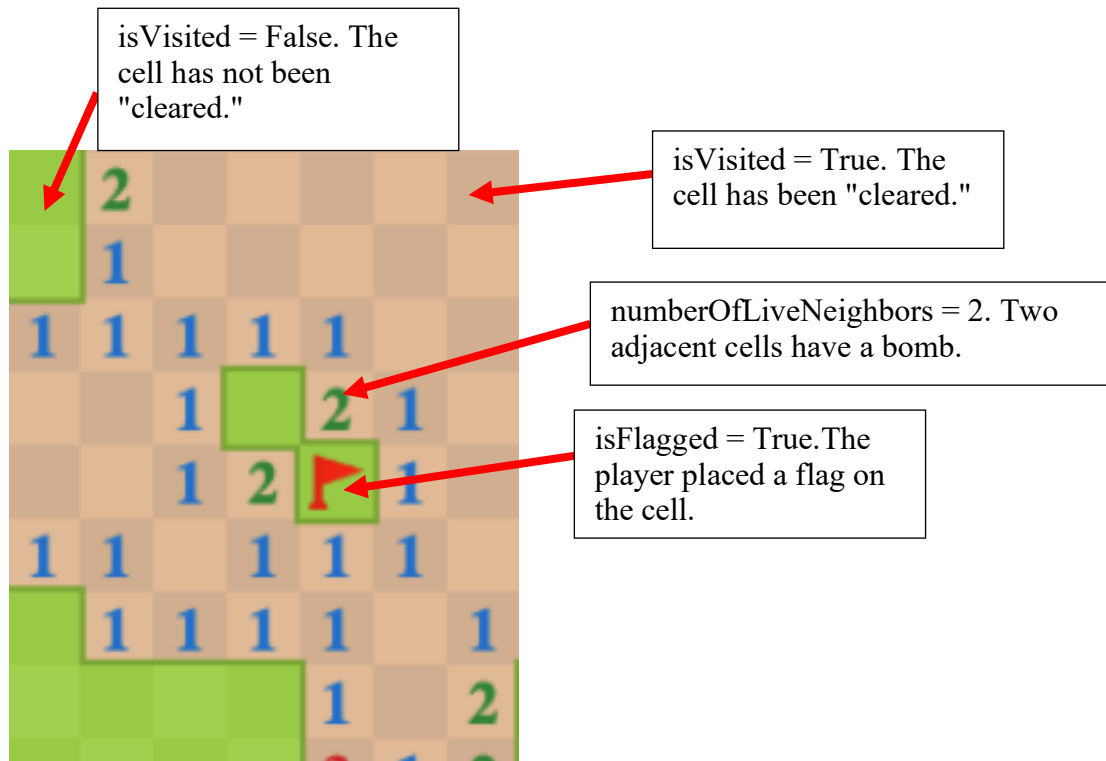 isVisited = False. The
cell has not been
"cleared."
isVisited = True. The
cell has been "cleared."
numberOfLiveNeighbors = 2. Two
adjacent cells have a bomb.
isFlagged = True.The
player placed a flag on
the cell.
2
1
1 1 1 1 1
1 2 1
1 2 1
1 1 1 1 1
1 1 1 1 1
1 2
1